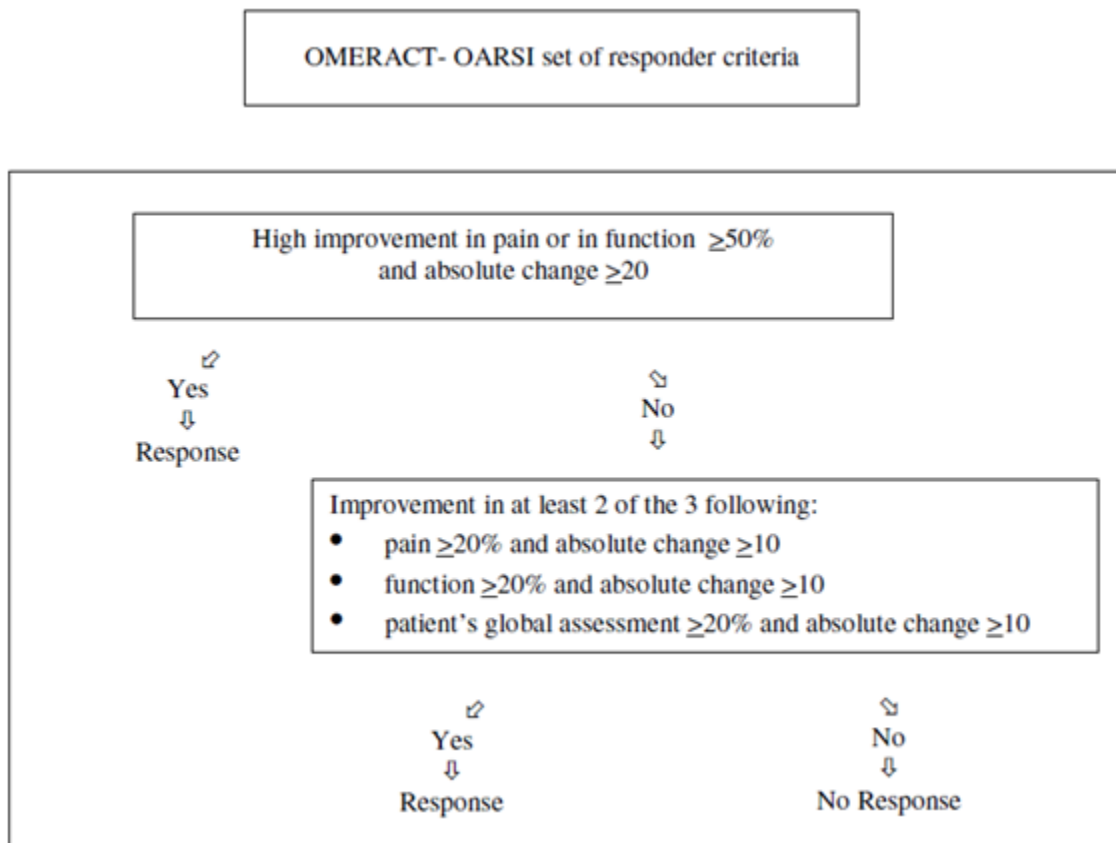 OMERACT- OARSI set of responder criteria
High improvement in pain or in function ≥50%
and absolute change ≥20
Yes
Response
No
Improvement in at least 2 of the 3 following:
• pain ≥20% and absolute change ≥10
• function ≥20% and absolute change ≥10
• patient’s global assessment ≥20% and absolute change ≥10
Yes
Response
No
No Response